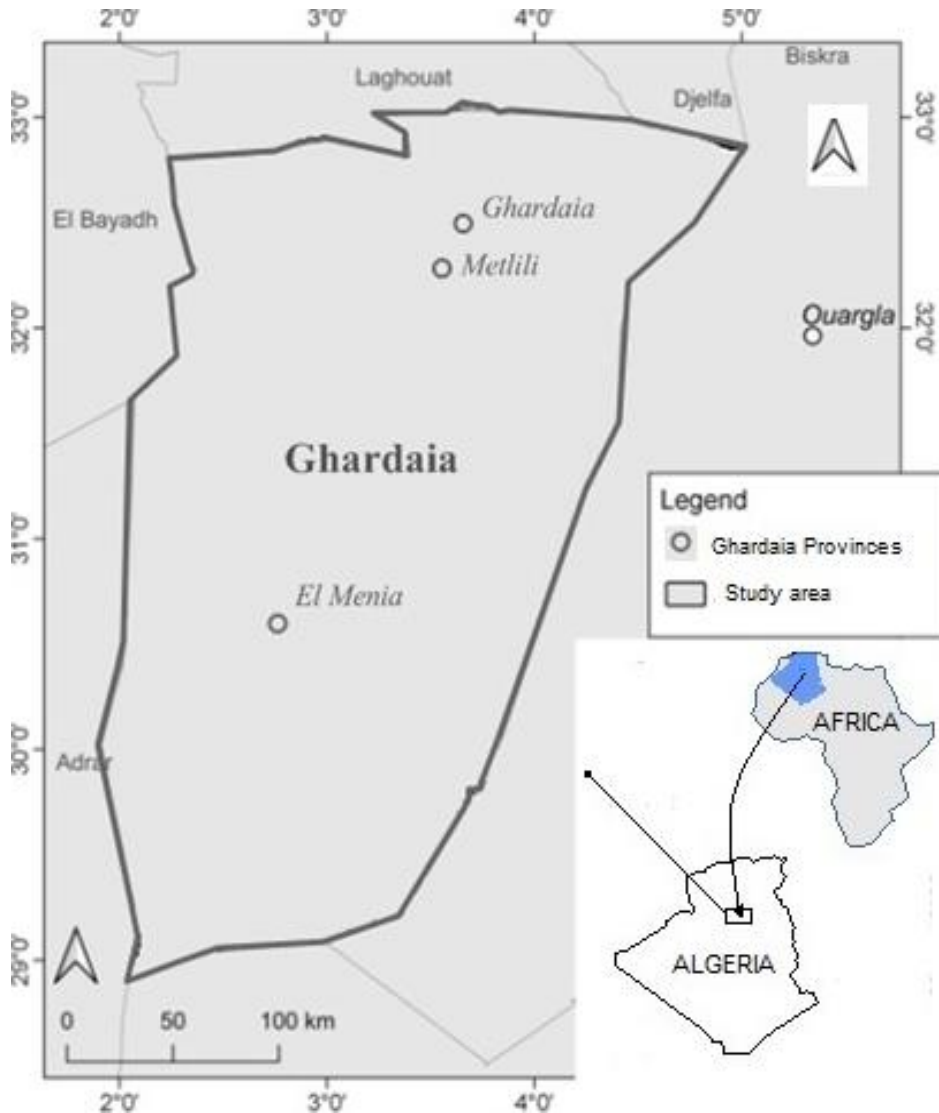 2°0' 3°0' 4°0' 5°0'
Biskra
Laghouat
Djelfa
33°0' 33°0'
Ghardaia
El Bayadh
Metlili
Ouargla
32°0' 32°0'
Ghardaia
Legend
Ghardaia Provinces
31°0'
Study area
El Menia
AFRICA
30°0'
Adrar
29°0'
ALGERIA
0 50 100 km
2°0' 3°0' 4°0'